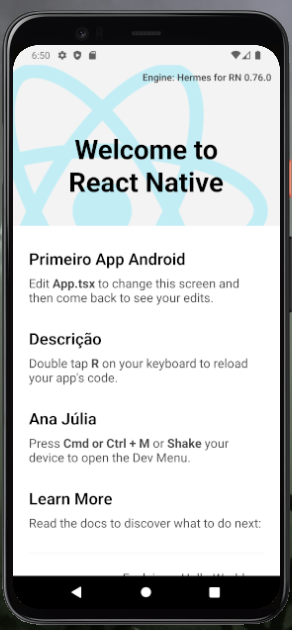 6:50
Engine: Hermes for RN 0.76.0
Welcome to
React Native
Primeiro App Android
Edit App.tsx to change this screen and
then come back to see your edits.
Descrição
Double tap R on your keyboard to reload
your app's code.
Ana Júlia
Press Cmd or Ctrl + M or Shake your
device to open the Dev Menu.
Learn More
Read the docs to discover what to do next: